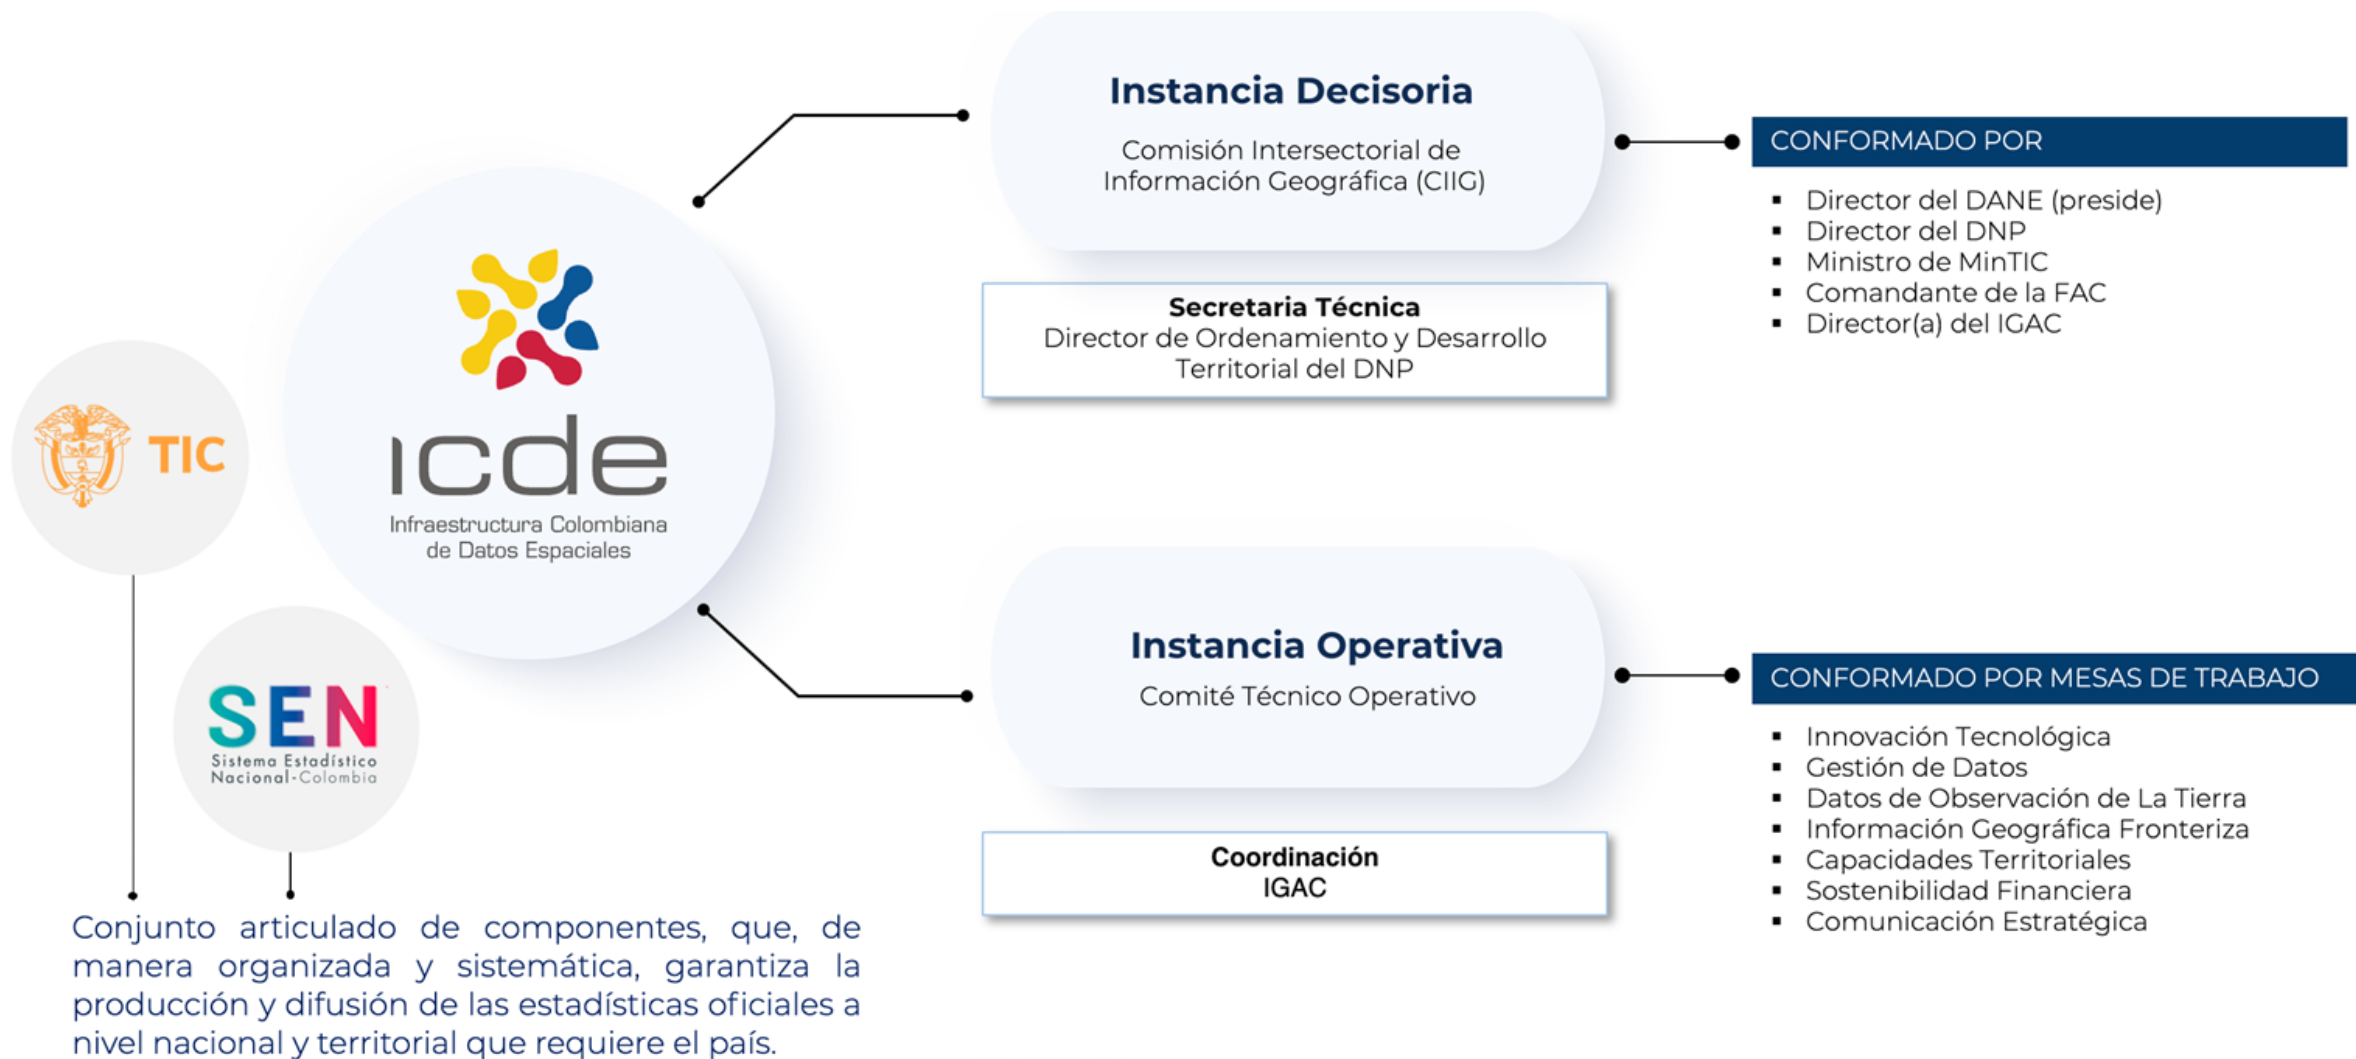 Instancia Decisoria
Comisión Intersectorial de
Información Geográfica (CIIG)
Secretaria Técnica
Director de Ordenamiento y Desarrollo
Territorial del DNP
CONFORMADO POR
▪ Director del DANE (preside)
▪ Director del DNP
▪ Ministro de MinTIC
▪ Comandante de la FAC
▪ Director(a) del IGAC
icde
Infraestructura Colombiana
de Datos Espaciales
TIC
SEN
Sistema Estadístico
Nacional-Colombia
Conjunto articulado de componentes, que, de
manera organizada y sistemática, garantiza la
producción y difusión de las estadísticas oficiales a
nivel nacional y territorial que requiere el país.
Instancia Operativa
Comité Técnico Operativo
Coordinación
IGAC
CONFORMADO POR MESAS DE TRABAJO
▪ Innovación Tecnológica
▪ Gestión de Datos
▪ Datos de Observación de La Tierra
▪ Información Geográfica Fronteriza
▪ Capacidades Territoriales
▪ Sostenibilidad Financiera
▪ Comunicación Estratégica